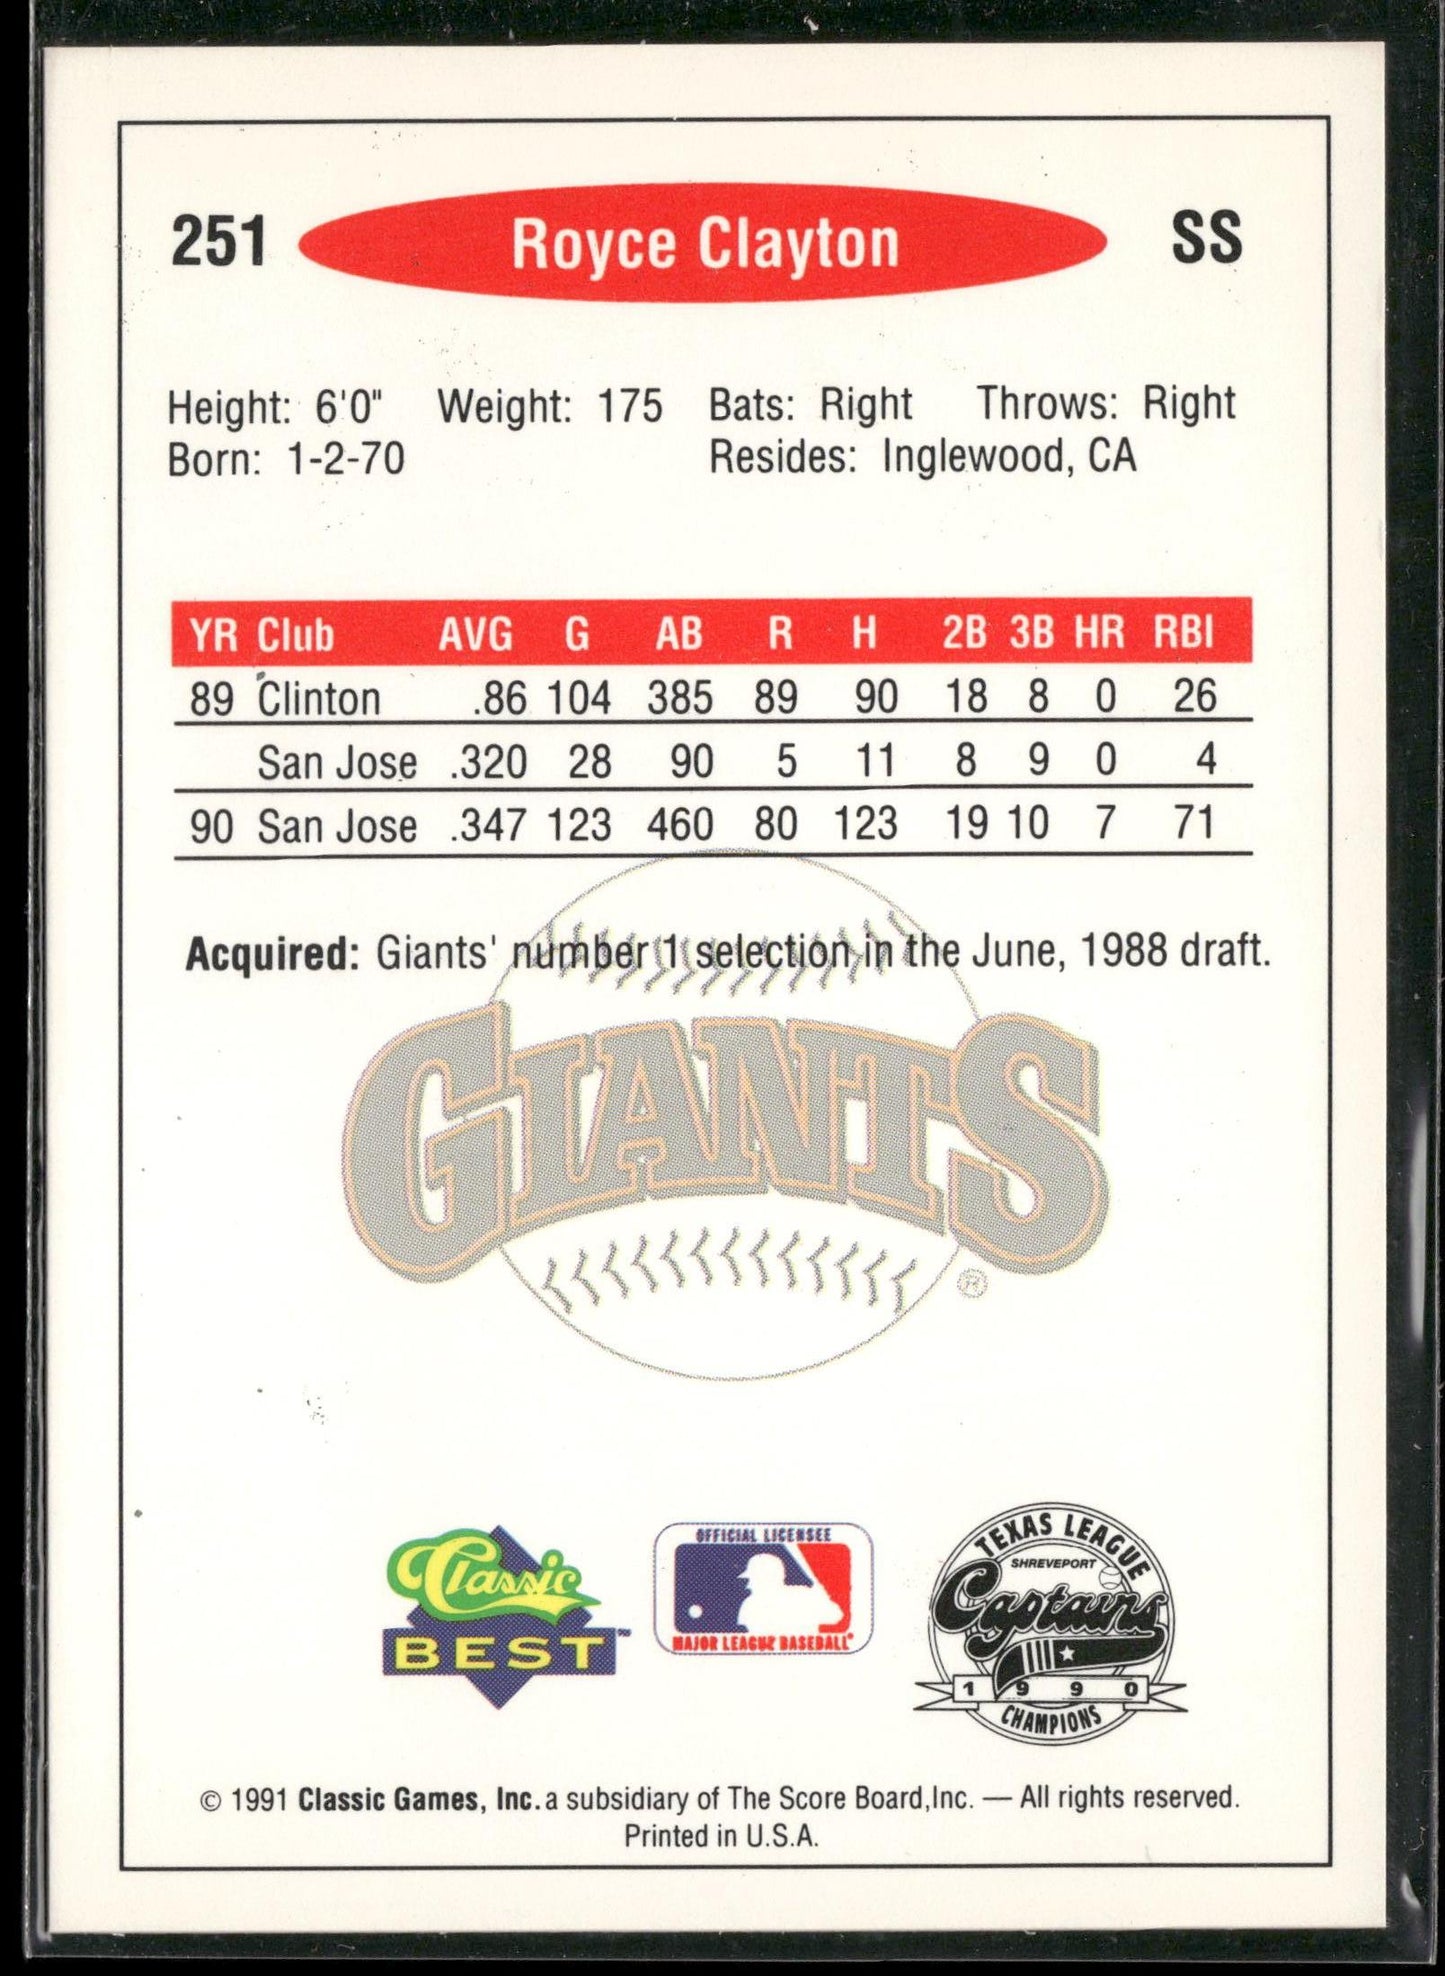 251 Royce Clayton SS
Height: 6'0" Weight: 175 Bats: Right Throws: Right
Born: 1-2-70 Resides: Inglewood, CA
YR Club AVG G AB R H 2B 3B HR RBI
89 Clinton .86 104 385 89 90 18 8 0 26
San Jose .320 28 90 5 11 8 9 0 4
90 San Jose .347 123 460 80 123 19 10 7 71
Acquired: Giants' number 1 selection in the June, 1988 draft.
GIANTS
®
Classic
BEST™
OFFICIAL LICENSEE
MAJOR LEAGUE BASEBALL
TEXAS LEAGUE
SHREVEPORT
Captains
1990
CHAMPIONS
© 1991 Classic Games, Inc. a subsidiary of The Score Board,Inc. — All rights reserved.
Printed in U.S.A.